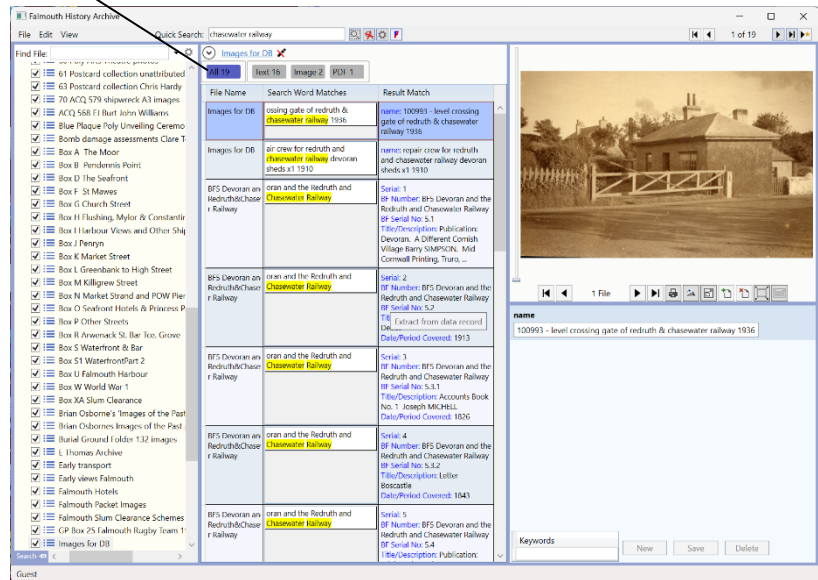 Falmouth History Archive
File Edit View
Quick Search: chasewater railway
1 of 19
Find File:
61 Postcard collection unattributed
63 Postcard collection Chris Hardy
70 ACQ 579 shipwreck A3 images
ACQ 568 EJ Burt John Williams
Blue Plaque Poly Unveiling Ceremo
Bomb damage assessments Clare T
Box A The Moor
Box B Pendennis Point
Box D The Seafront
Box F St Mawes
Box G Church Street
Box H Flushing, Mylor & Constantin
Box I Harbour Views and Other Ship
Box J Penryn
Box K Market Street
Box L Greenbank to High Street
Box M Killigrew Street
Box N Market Strand and POW Pier
Box O Seafront Hotels & Princess P
Box P Other Streets
Box R Arwenack St. Bar Tce. Grove
Box S Waterfront & Bar
Box S1 WaterfrontPart 2
Box U Falmouth Harbour
Box W World War 1
Box XA Slum Clearance
Brian Osborne's 'Images of the Past
Brian Osbornes Images of the Past
Burial Ground Folder 132 images
E Thomas Archive
Early transport
Early views Falmouth
Falmouth Hotels
Falmouth Packet Images
Falmouth Slum Clearance Schemes
GP Box 25 Falmouth Rugby Team 1
Images for DB
Search
Guest
Images for DB
All 19 Text 16 Image 2 PDF 1
File Name Search Word Matches Result Match
Images for DB
ossing gate of redruth &
chasewater railway 1936
name: 100993 - level crossing
gate of redruth & chasewater
railway 1936
Images for DB
air crew for redruth and
chasewater railway devoran
sheds x1 1910
name: repair crew for redruth
and chasewater railway devoran
sheds x1 1910
BF5 Devoran an
Redruth&Chase
r Railway
oran and the Redruth and
Chasewater Railway
Serial: 1
BF Number: BF5 Devoran and the
Redruth and Chasewater Railway
BF Serial No: 5.1
Title/Description: Publication:
Devoran. A Different Cornish
Village Barry SIMPSON. Mid
Cornwall Printing, Truro, ...
BF5 Devoran an
Redruth&Chase
r Railway
oran and the Redruth and
Chasewater Railway
Serial: 2
BF Number: BF5 Devoran and the
Redruth and Chasewater Railway
BF Serial No: 5.2
Extract from data record
Date/Period Covered: 1913
BF5 Devoran an
Redruth&Chase
r Railway
oran and the Redruth and
Chasewater Railway
Serial: 3
BF Number: BF5 Devoran and the
Redruth and Chasewater Railway
BF Serial No: 5.3.1
Title/Description: Accounts Book
No. 1 Joseph MICHELL
Date/Period Covered: 1826
BF5 Devoran an
Redruth&Chase
r Railway
oran and the Redruth and
Chasewater Railway
Serial: 4
BF Number: BF5 Devoran and the
Redruth and Chasewater Railway
BF Serial No: 5.3.2
Title/Description: Letter
Boscastle
Date/Period Covered: 1843
BF5 Devoran an
Redruth&Chase
r Railway
oran and the Redruth and
Chasewater Railway
Serial: 5
BF Number: BF5 Devoran and the
Redruth and Chasewater Railway
BF Serial No: 5.4
Title/Description: Publication:
1 File
name
100993 - level crossing gate of redruth & chasewater railway 1936
Keywords
New Save Delete